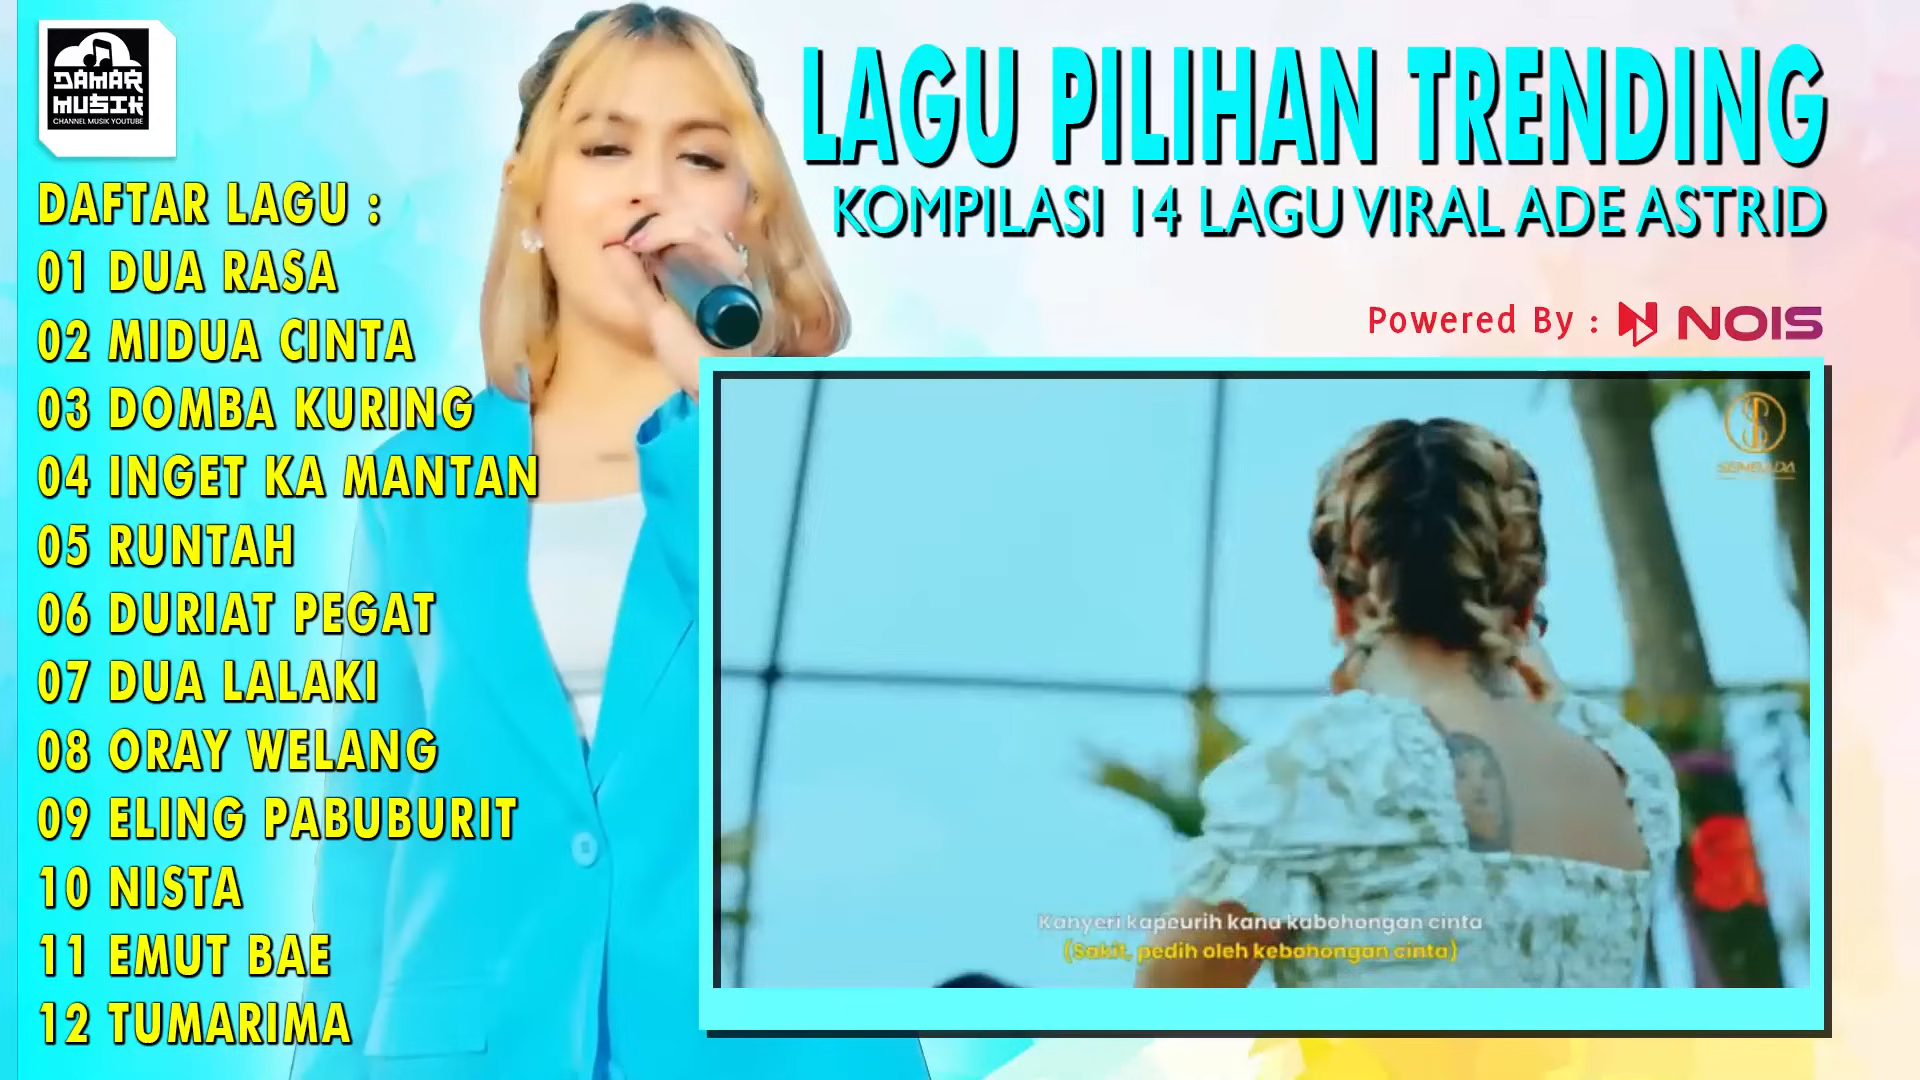 DAMAR
MUSIK
CHANNEL MUSIK YOUTUBE
LAGU PILIHAN TRENDING
KOMPILASI 14 LAGU VIRAL ADE ASTRID
Powered By : NOIS
DAFTAR LAGU :
01 DUA RASA
02 MIDUA CINTA
03 DOMBA KURING
04 INGET KA MANTAN
05 RUNTAH
06 DURIAT PEGAT
07 DUA LALAKI
08 ORAY WELANG
09 ELING PABUBURIT
10 NISTA
11 EMUT BAE
12 TUMARIMA
SEMBADA
Kanyeri kapeurih kana kabohongan cinta
(Sakit, pedih oleh kebohongan cinta)